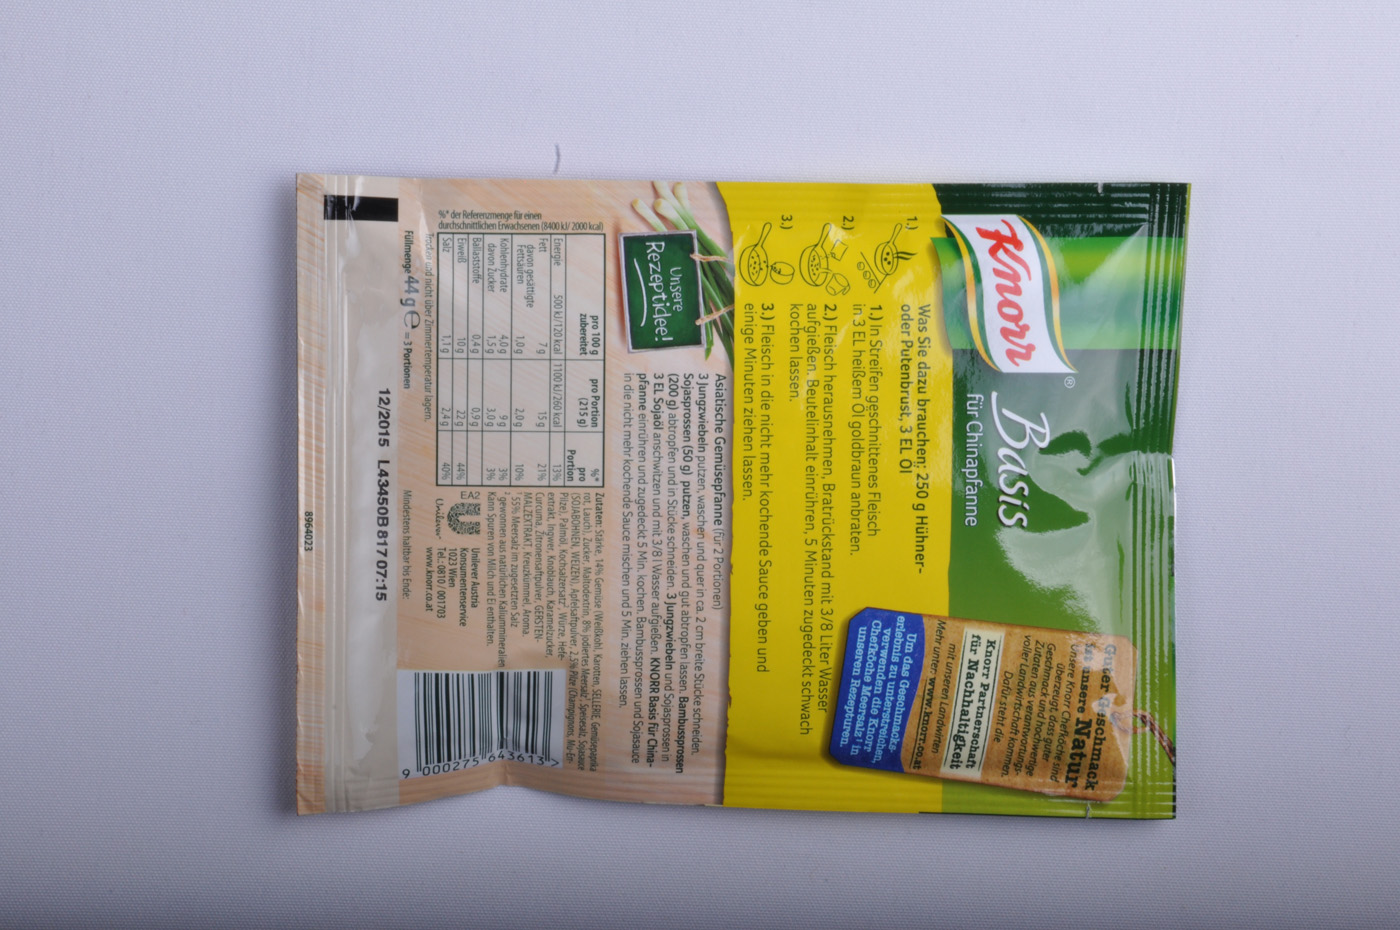 Guter Geschmack
ist unsere Natur
Unsere Knorr Chefköche sind
überzeugt, dass guter
Geschmack und hochwertige
Zutaten aus verantwortungs-
voller Landwirtschaft kommen.
Dafür steht die
Knorr Partnerschaft
für Nachhaltigkeit
mit unseren Landwirten
Mehr unter: www.knorr.co.at
Um das Geschmacks-
erlebnis zu unterstreichen,
verwenden die Knorr
Chefköche Meersalz¹ in
unseren Rezepturen.
Knorr®
Basis
für Chinapfanne
Was Sie dazu brauchen: 250 g Hühner-
oder Putenbrust, 3 EL Öl
1.)
1.) In Streifen geschnittenes Fleisch
in 3 EL heißem Öl goldbraun anbraten.
2.)
2.) Fleisch herausnehmen, Bratrückstand mit 3/8 Liter Wasser
aufgießen. Beutelinhalt einrühren, 5 Minuten zugedeckt schwach
kochen lassen.
3.)
3.) Fleisch in die nicht mehr kochende Sauce geben und
einige Minuten ziehen lassen.
Unsere
Rezeptidee!
Asiatische Gemüsepfanne (für 2 Portionen)
3 Jungzwiebeln putzen, waschen und quer in ca. 2 cm breite Stücke schneiden.
Sojasprossen (50 g) putzen, waschen und gut abtropfen lassen. Bambussprossen
(200 g) abtropfen und in Stücke schneiden. 3 Jungzwiebeln und Sojasprossen in
3 EL Sojaöl anschwitzen und mit 3/8 l Wasser aufgießen. KNORR Basis für China-
pfanne einrühren und zugedeckt 5 Min. kochen. Bambussprossen und Sojasauce
in die nicht mehr kochende Sauce mischen und 5 Min. ziehen lassen.
%* der Referenzmenge für einen
durchschnittlichen Erwachsenen (8400 kJ/ 2000 kcal)
pro 100 g zubereitet pro Portion (215 g) %* pro Portion
Energie 500 kJ/120 kcal 1100 kJ/260 kcal 13%
Fett 7 g 15 g 21%
davon gesättigte
Fettsäuren 1,0 g 2,0 g 10%
Kohlenhydrate 4,0 g 9 g 3%
davon Zucker 1,5 g 3,0 g 3%
Ballaststoffe 0,4 g 0,9 g
Eiweiß 10 g 22 g 44%
Salz 1,1 g 2,4 g 40%
Trocken und nicht über Zimmertemperatur lagern.
Füllmenge 44 g e = 3 Portionen
Zutaten: Stärke, 14% Gemüse (Weißkohl, Karotten, SELLERIE, Gemüsepaprika
rot, Lauch), Zucker, Maltodextrin, 8% jodiertes Meersalz¹, Speisesalz, Sojasauce
(SOJABOHNEN, WEIZEN), Apfelsaftpulver, 2,5% Pilze (Champignons, Mu-Err-
Pilze), Palmöl, Kochsalzersatz², Würze, Hefe-
extrakt, Ingwer, Knoblauch, Karamelzucker,
Curcuma, Zitronensaftpulver, GERSTEN-
MALZEXTRAKT, Kreuzkümmel, Aroma.
¹ 55% Meersalz im zugesetzten Salz
² gewonnen aus natürlichen Kaliummineralien
Kann Spuren von Milch und Ei enthalten.
EA2
Unilever
Unilever Austria
Konsumentenservice
1023 Wien
Tel.: 0810 / 001703
www.knorr.co.at
9 000275 643613 >
Mindestens haltbar bis Ende:
12/2015 L43450B 817 07:15
8964023